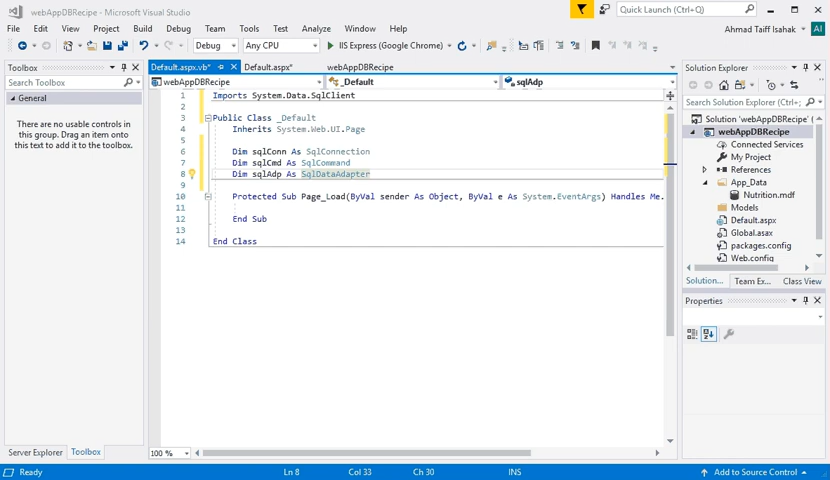 webAppDBRecipe - Microsoft Visual Studio
Quick Launch (Ctrl+Q)
File Edit View Project Build Debug Team Tools Test Analyze Window Help
Ahmad Taiff Isahak AI
Debug Any CPU IIS Express (Google Chrome)
Toolbox
Search Toolbox
General
There are no usable controls in
this group. Drag an item onto
this text to add it to the toolbox.
Server Explorer Toolbox
Default.aspx.vb* Default.aspx* webAppDBRecipe
webAppDBRecipe _Default sqlAdp
1 Imports System.Data.SqlClient
2
3 Public Class _Default
4 Inherits System.Web.UI.Page
5
6 Dim sqlConn As SqlConnection
7 Dim sqlCmd As SqlCommand
8 Dim sqlAdp As SqlDataAdapter
9
10 Protected Sub Page_Load(ByVal sender As Object, ByVal e As System.EventArgs) Handles Me.
11
12 End Sub
13
14 End Class
100 %
Solution Explorer
Search Solution Explorer (Ctrl+;)
Solution 'webAppDBRecipe'
webAppDBRecipe
Connected Services
My Project
References
App_Data
Nutrition.mdf
Models
Default.aspx
Global.asax
packages.config
Web.config
Solution... Team Ex... Class View
Properties
Ready Ln 8 Col 33 Ch 30 INS Add to Source Control